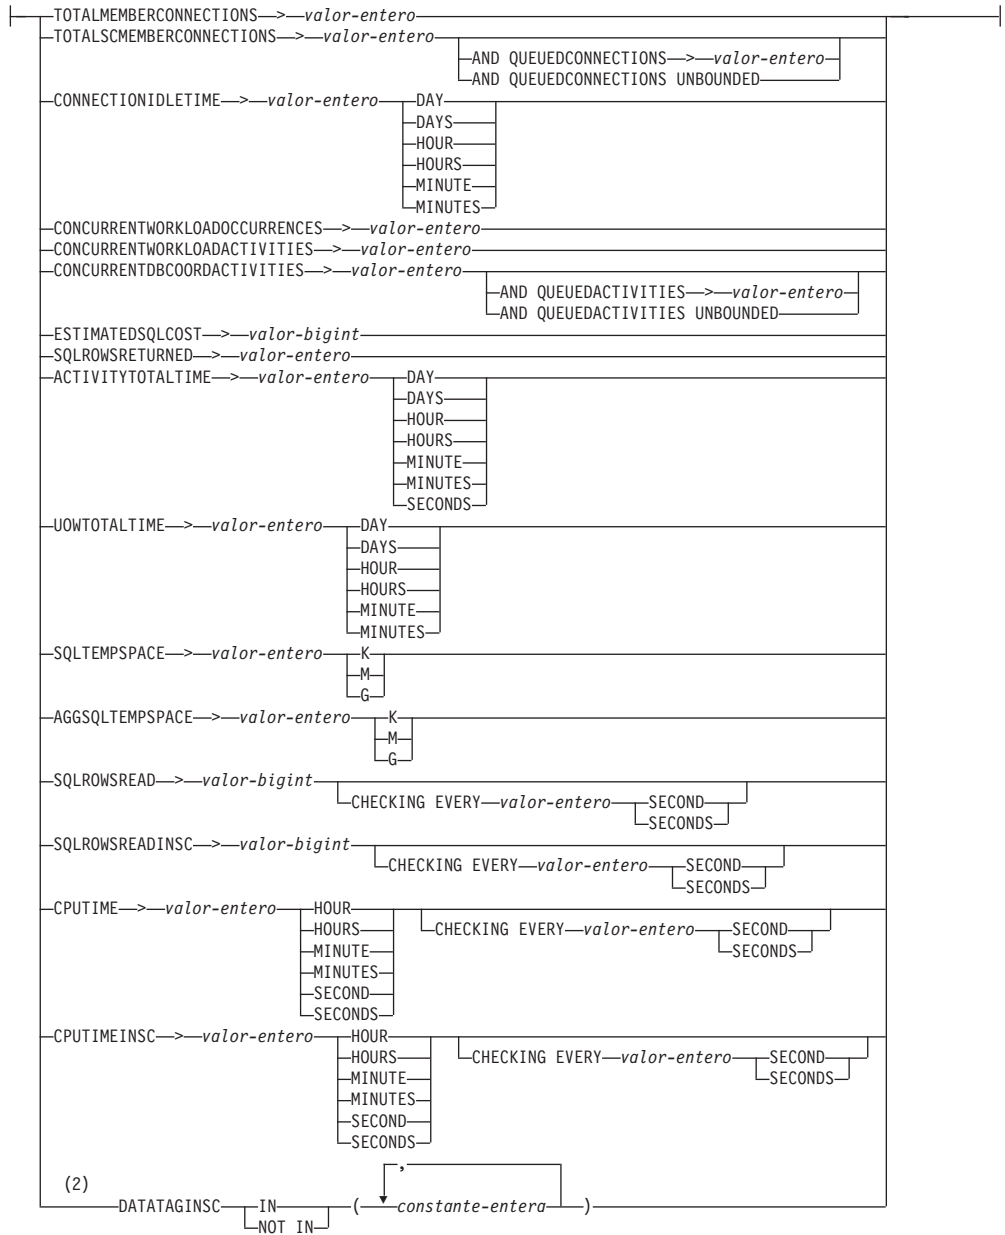 TOTALMEMBERCONNECTIONS > valor-entero
TOTALSCMEMBERCONNECTIONS > valor-entero
AND QUEUEDCONNECTIONS > valor-entero
AND QUEUEDCONNECTIONS UNBOUNDED
CONNECTIONIDLETIME > valor-entero DAY
DAYS
HOUR
HOURS
MINUTE
MINUTES
CONCURRENTWORKLOADOCCURRENCES > valor-entero
CONCURRENTWORKLOADACTIVITIES > valor-entero
CONCURRENTDBCOORDACTIVITIES > valor-entero
AND QUEUEDACTIVITIES > valor-entero
AND QUEUEDACTIVITIES UNBOUNDED
ESTIMATEDSQLCOST > valor-bigint
SQLROWSRETURNED > valor-entero
ACTIVITYTOTALTIME > valor-entero DAY
DAYS
HOUR
HOURS
MINUTE
MINUTES
SECONDS
UOWTOTALTIME > valor-entero DAY
DAYS
HOUR
HOURS
MINUTE
MINUTES
SQLTEMPSPACE > valor-entero K
M
G
AGGSQLTEMPSPACE > valor-entero K
M
G
SQLROWSREAD > valor-bigint
CHECKING EVERY valor-entero SECOND
SECONDS
SQLROWSREADINSC > valor-bigint
CHECKING EVERY valor-entero SECOND
SECONDS
CPUTIME > valor-entero HOUR
HOURS CHECKING EVERY valor-entero SECOND
MINUTE SECONDS
MINUTES
SECOND
SECONDS
CPUTIMEINSC > valor-entero HOUR
HOURS CHECKING EVERY valor-entero SECOND
MINUTE SECONDS
MINUTES
SECOND
SECONDS
,
(2)
DATATAGINSC IN ( constante-entera )
NOT IN